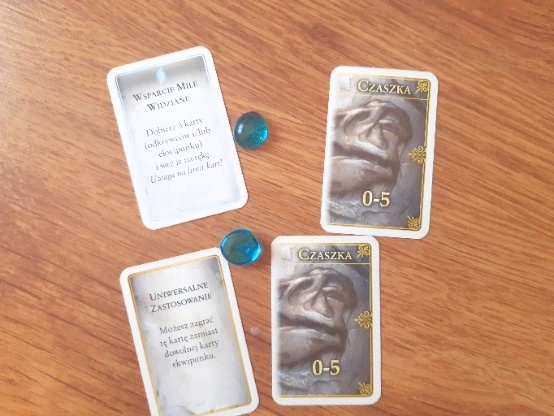 WSPARCIE MILE
WIDZIANE
Dobierz 3 karty
(odkrywców i/lub
ekwipunku)
i weź je na rękę.
Uwaga na limit kart!
CZASZKA
0-5
UNIWERSALNE
ZASTOSOWANIE
Możesz zagrać
tę kartę zamiast
dowolnej karty
ekwipunku.
CZASZKA
0-5